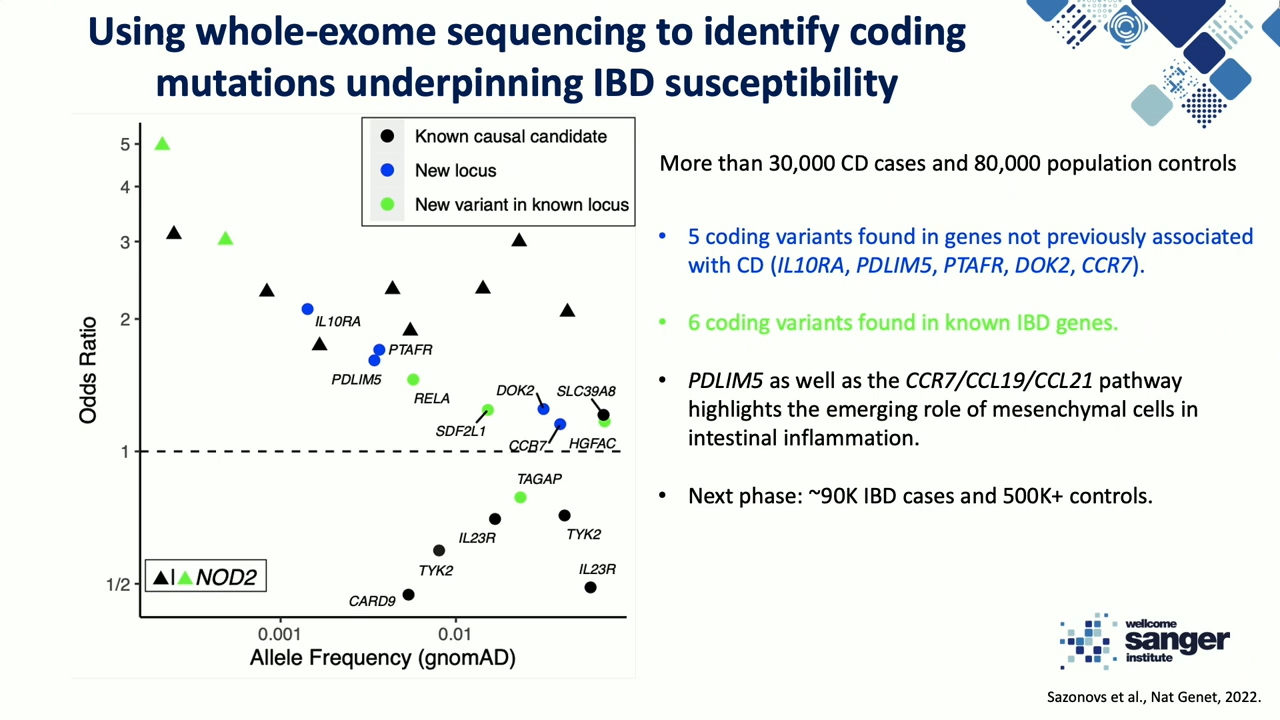 Using whole-exome sequencing to identify coding
mutations underpinning IBD susceptibility
Known causal candidate
New locus
New variant in known locus
5
4
3
2
1
1/2
Odds Ratio
IL10RA
PTAFR
PDLIM5
RELA
DOK2
SLC39A8
SDF2L1
CCR7
HGFAC
TAGAP
IL23R
TYK2
TYK2
IL23R
CARD9
▲|▲ NOD2
0.001
0.01
Allele Frequency (gnomAD)
More than 30,000 CD cases and 80,000 population controls
• 5 coding variants found in genes not previously associated
with CD (IL10RA, PDLIM5, PTAFR, DOK2, CCR7).
• 6 coding variants found in known IBD genes.
• PDLIM5 as well as the CCR7/CCL19/CCL21 pathway
highlights the emerging role of mesenchymal cells in
intestinal inflammation.
• Next phase: ~90K IBD cases and 500K+ controls.
wellcome
sanger
institute
Sazonovs et al., Nat Genet, 2022.